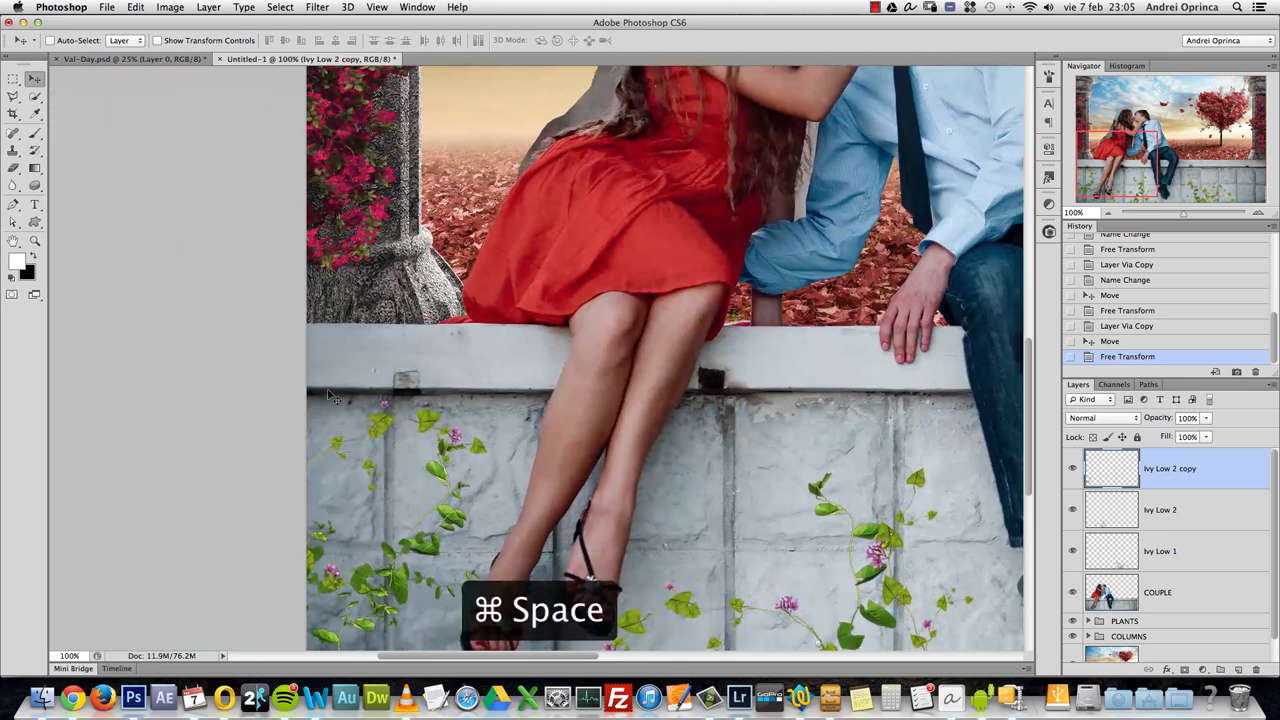 Photoshop File Edit Image Layer Type Select Filter 3D View Window Help vie 7 feb 23:05 Andrei Oprinca
Adobe Photoshop CS6
Auto-Select: Layer Show Transform Controls 3D Mode: Andrei Oprinca
Val-Day.psd @ 25% (Layer 0, RGB/8) * Untitled-1 @ 100% (Ivy Low 2 copy, RGB/8) *
Navigator Histogram
100%
History
Name Change
Free Transform
Layer Via Copy
Name Change
Move
Free Transform
Layer Via Copy
Move
Free Transform
Layers Channels Paths
Kind
Normal Opacity: 100%
Lock: Fill: 100%
Ivy Low 2 copy
Ivy Low 2
Ivy Low 1
COUPLE
PLANTS
COLUMNS
⌘ Space
100% Doc: 11.9M/76.2M
Mini Bridge Timeline